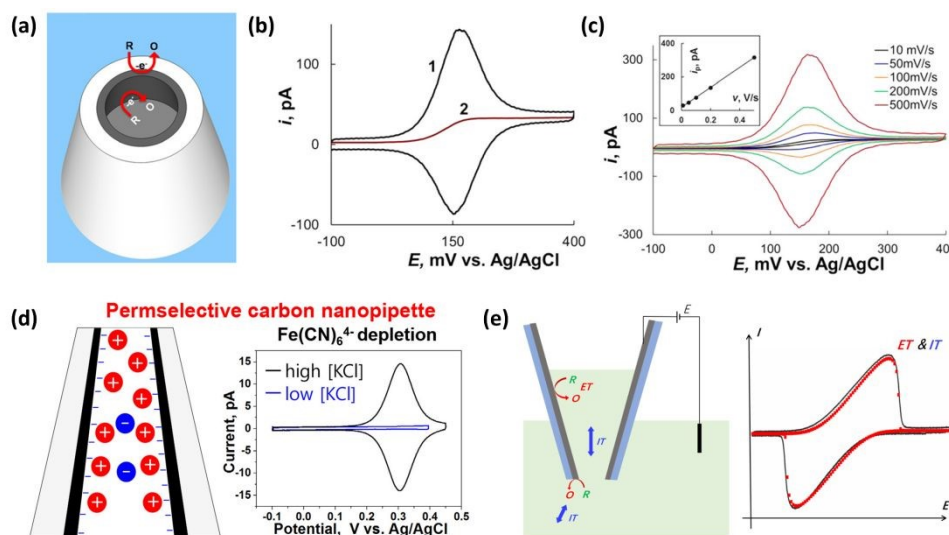 (a)
R
O
-e⁻
-e⁻
R
O
(b)
i, pA
100
0
100
1
2
-100
150
400
E, mV vs. Ag/AgCl
(c)
i, pA
300
100
-100
-300
400
iₚ, pA
200
0
0
0.2
0.4
v, V/s
10 mV/s
50mV/s
100mV/s
200mV/s
500mV/s
-100
0
100
200
300
400
E, mV vs. Ag/AgCl
(d)
Permselective carbon nanopipette
Fe(CN)₆⁴⁻ depletion
high [KCl]
low [KCl]
Current, pA
15
10
5
0
-5
-10
-15
-0.1 0.0 0.1 0.2 0.3 0.4 0.5
Potential, V vs. Ag/AgCl
(e)
E
R
ET
O
IT
O
R
IT
I
ET & IT
E